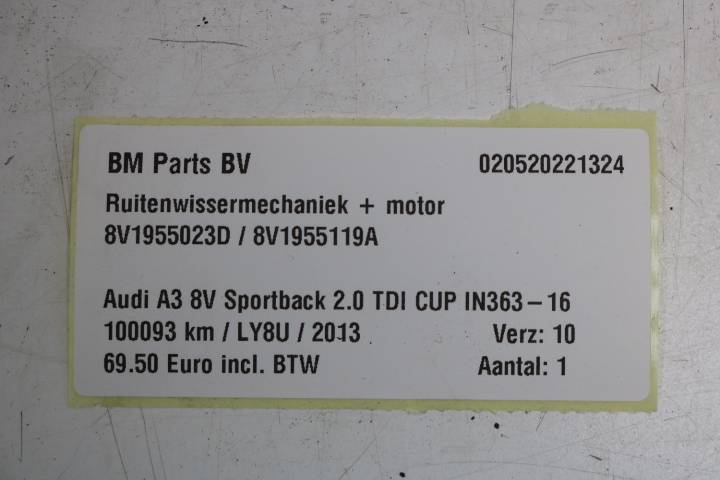 BM Parts BV 020520221324
Ruitenwissermechaniek + motor
8V1955023D / 8V1955119A
Audi A3 8V Sportback 2.0 TDI CUP IN363-16
100093 km / LY8U / 2013 Verz: 10
69.50 Euro incl. BTW Aantal: 1